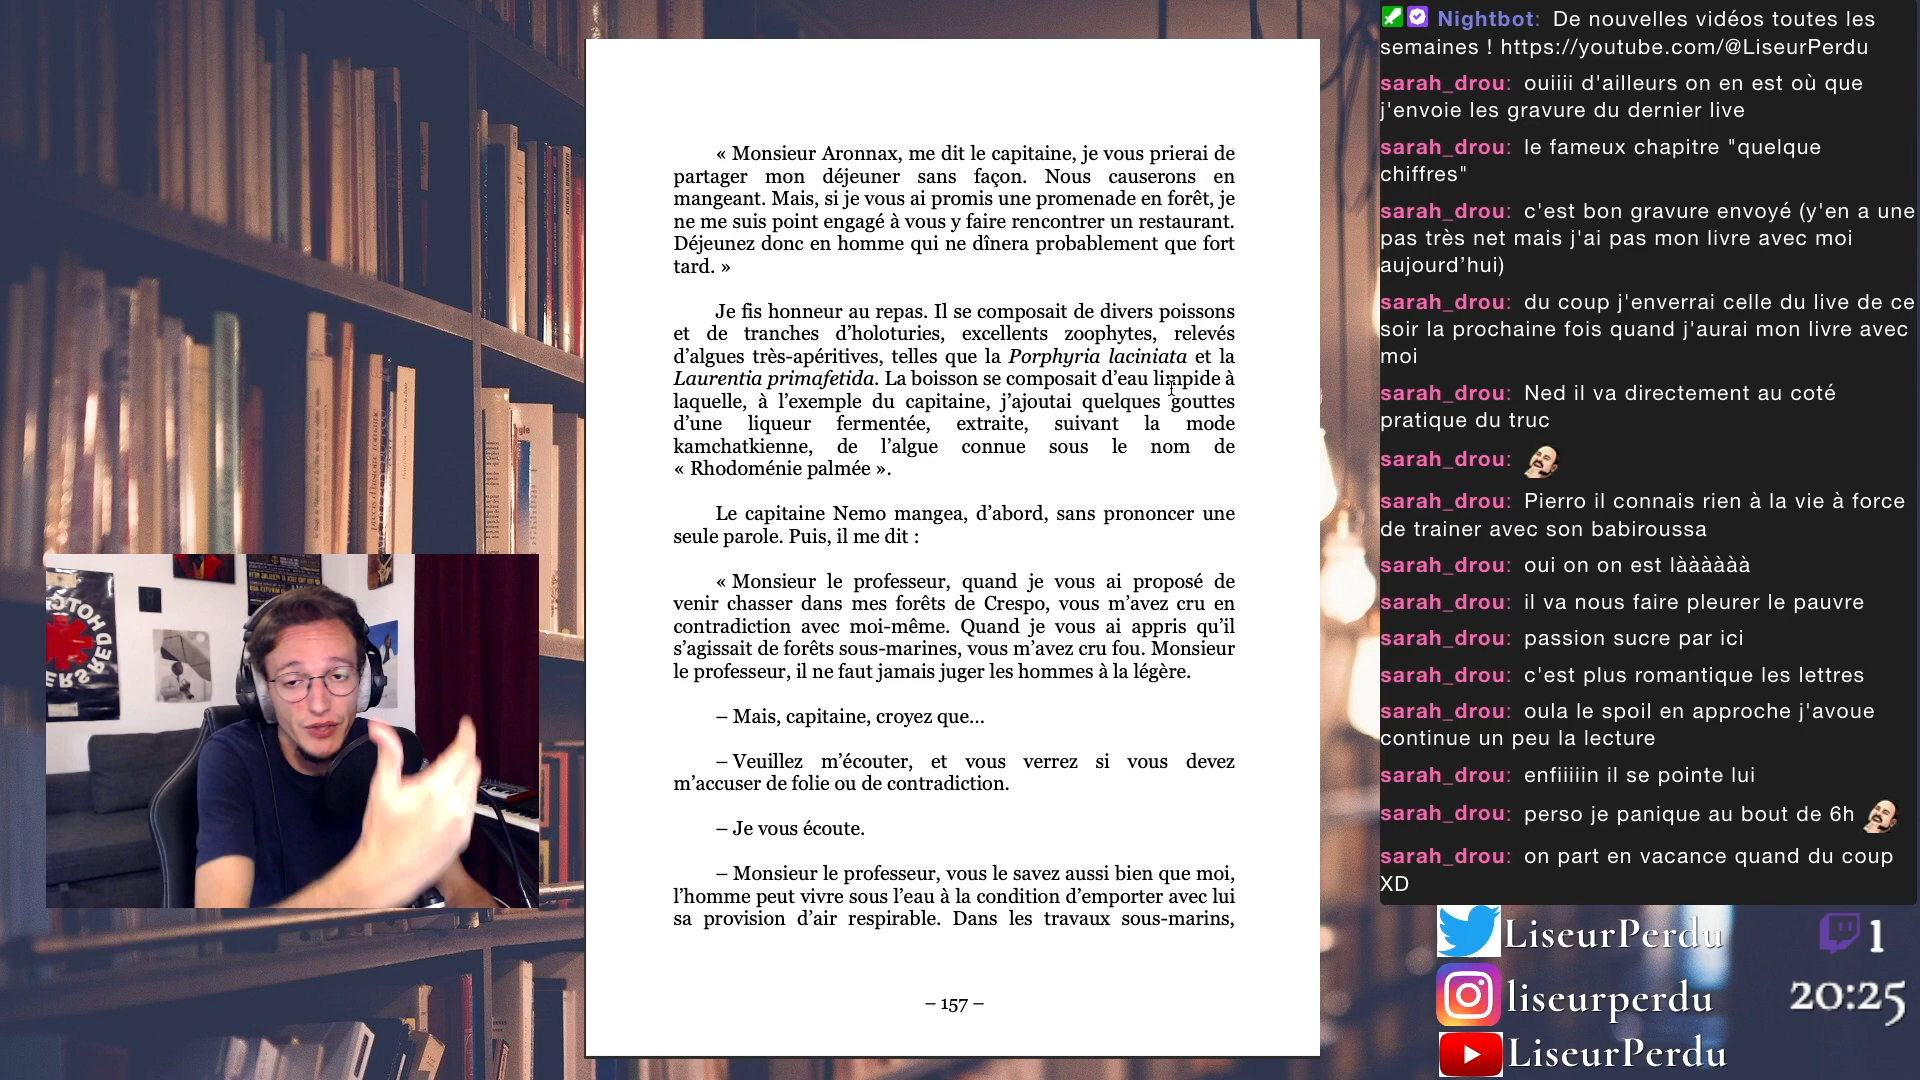 « Monsieur Aronnax, me dit le capitaine, je vous prierai de
partager mon déjeuner sans façon. Nous causerons en
mangeant. Mais, si je vous ai promis une promenade en forêt, je
ne me suis point engagé à vous y faire rencontrer un restaurant.
Déjeunez donc en homme qui ne dînera probablement que fort
tard. »
Je fis honneur au repas. Il se composait de divers poissons
et de tranches d’holoturies, excellents zoophytes, relevés
d’algues très-apéritives, telles que la Porphyria laciniata et la
Laurentia primafetida. La boisson se composait d’eau limpide à
laquelle, à l’exemple du capitaine, j’ajoutai quelques gouttes
d’une liqueur fermentée, extraite, suivant la mode
kamchatkienne, de l’algue connue sous le nom de
« Rhodoménie palmée ».
Le capitaine Nemo mangea, d’abord, sans prononcer une
seule parole. Puis, il me dit :
« Monsieur le professeur, quand je vous ai proposé de
venir chasser dans mes forêts de Crespo, vous m’avez cru en
contradiction avec moi-même. Quand je vous ai appris qu’il
s’agissait de forêts sous-marines, vous m’avez cru fou. Monsieur
le professeur, il ne faut jamais juger les hommes à la légère.
– Mais, capitaine, croyez que…
– Veuillez m’écouter, et vous verrez si vous devez
m’accuser de folie ou de contradiction.
– Je vous écoute.
– Monsieur le professeur, vous le savez aussi bien que moi,
l’homme peut vivre sous l’eau à la condition d’emporter avec lui
sa provision d’air respirable. Dans les travaux sous-marins,
– 157 –
Nightbot: De nouvelles vidéos toutes les
semaines ! https://youtube.com/@LiseurPerdu
sarah_drou: ouiiii d'ailleurs on en est où que
j'envoie les gravure du dernier live
sarah_drou: le fameux chapitre "quelque
chiffres"
sarah_drou: c'est bon gravure envoyé (y'en a une
pas très net mais j'ai pas mon livre avec moi
aujourd’hui)
sarah_drou: du coup j'enverrai celle du live de ce
soir la prochaine fois quand j'aurai mon livre avec
moi
sarah_drou: Ned il va directement au coté
pratique du truc
sarah_drou:
sarah_drou: Pierro il connais rien à la vie à force
de trainer avec son babiroussa
sarah_drou: oui on on est lààààààà
sarah_drou: il va nous faire pleurer le pauvre
sarah_drou: passion sucre par ici
sarah_drou: c'est plus romantique les lettres
sarah_drou: oula le spoil en approche j'avoue
continue un peu la lecture
sarah_drou: enfiiiiin il se pointe lui
sarah_drou: perso je panique au bout de 6h
sarah_drou: on part en vacance quand du coup
XD
LiseurPerdu
1
liseurperdu
20:25
LiseurPerdu